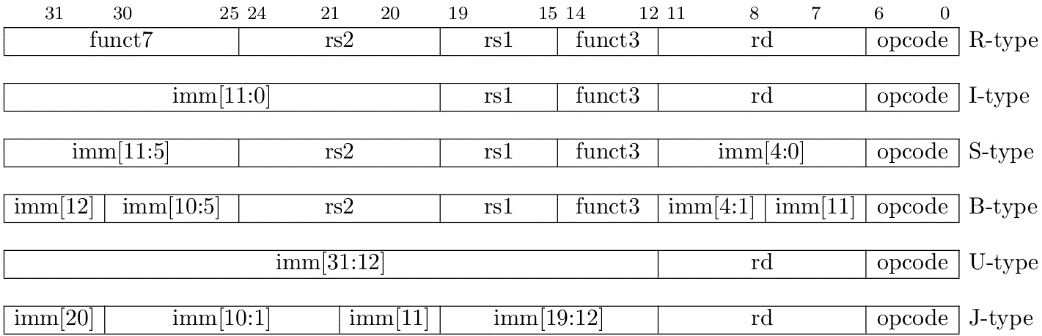 31 30 25 24 21 20 19 15 14 12 11 8 7 6 0
funct7 rs2 rs1 funct3 rd opcode R-type
imm[11:0] rs1 funct3 rd opcode I-type
imm[11:5] rs2 rs1 funct3 imm[4:0] opcode S-type
imm[12] imm[10:5] rs2 rs1 funct3 imm[4:1] imm[11] opcode B-type
imm[31:12] rd opcode U-type
imm[20] imm[10:1] imm[11] imm[19:12] rd opcode J-type